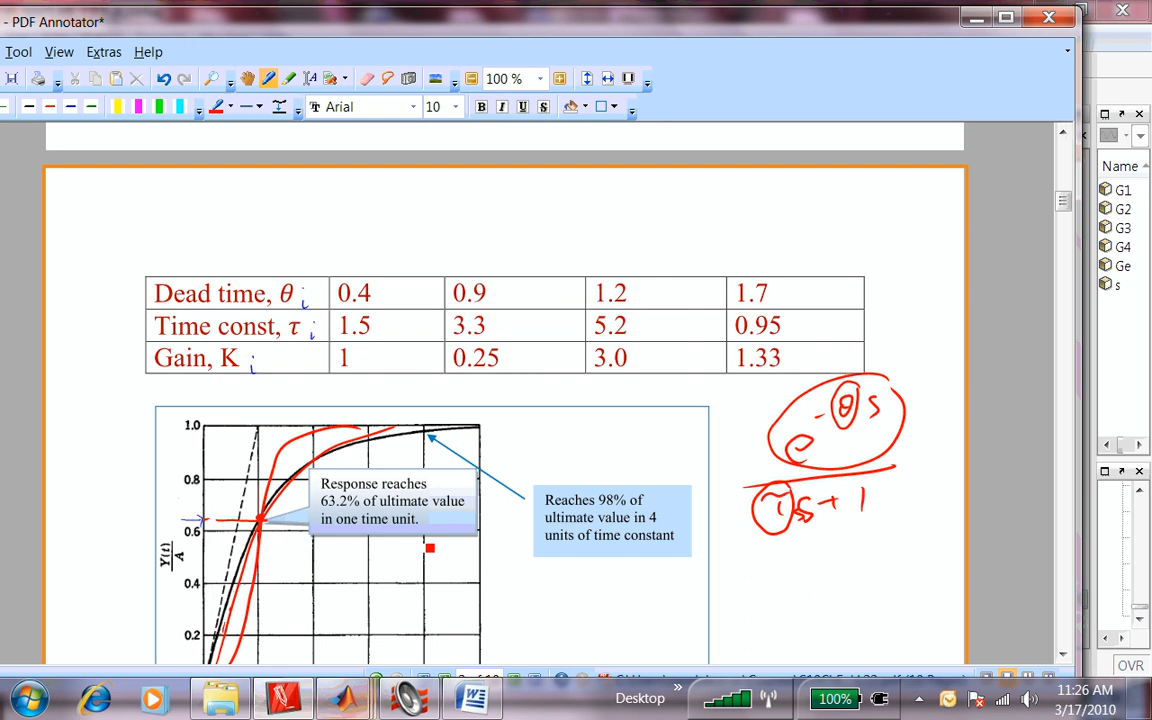 - PDF Annotator*
Tool View Extras Help
100 %
Arial 10 B I U S
Name
G1
G2
G3
G4
Ge
s
Dead time, θ i 0.4 0.9 1.2 1.7
Time const, τ i 1.5 3.3 5.2 0.95
Gain, K i 1 0.25 3.0 1.33
e -θs
τs + 1
1.0
0.8
0.6
0.4
0.2
Y(t)
A
Response reaches
63.2% of ultimate value
in one time unit.
Reaches 98% of
ultimate value in 4
units of time constant
OVR
Desktop
100%
11:26 AM
3/17/2010